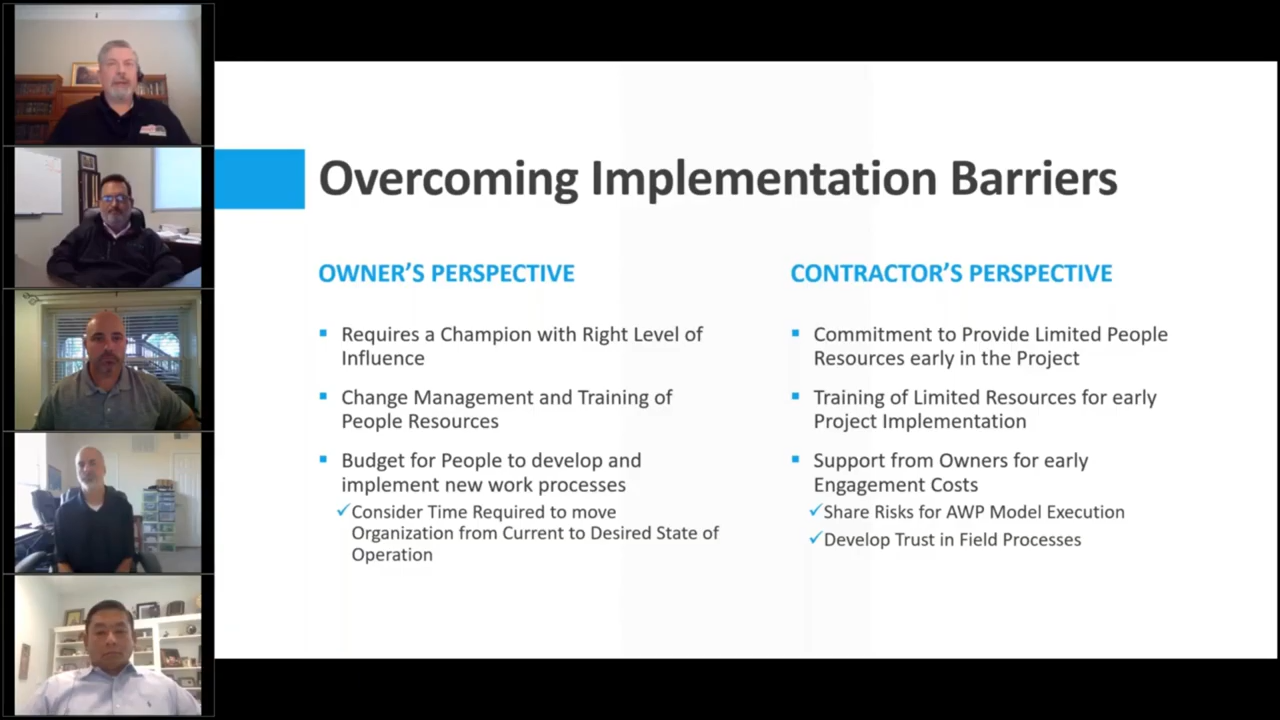 Overcoming Implementation Barriers
OWNER’S PERSPECTIVE
Requires a Champion with Right Level of
Influence
Change Management and Training of
People Resources
Budget for People to develop and
implement new work processes
Consider Time Required to move
Organization from Current to Desired State of
Operation
CONTRACTOR’S PERSPECTIVE
Commitment to Provide Limited People
Resources early in the Project
Training of Limited Resources for early
Project Implementation
Support from Owners for early
Engagement Costs
Share Risks for AWP Model Execution
Develop Trust in Field Processes